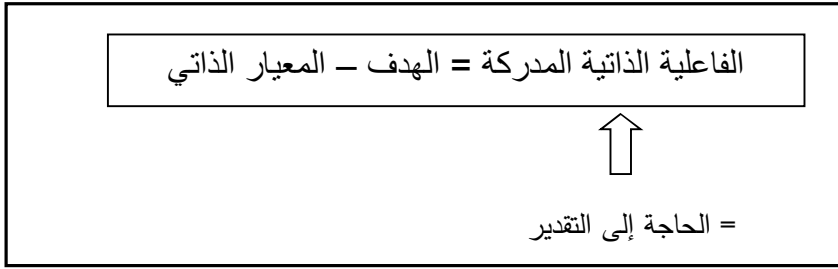 الفاعلية الذاتية المدركة = الهدف – المعيار الذاتي
= الحاجة إلى التقدير